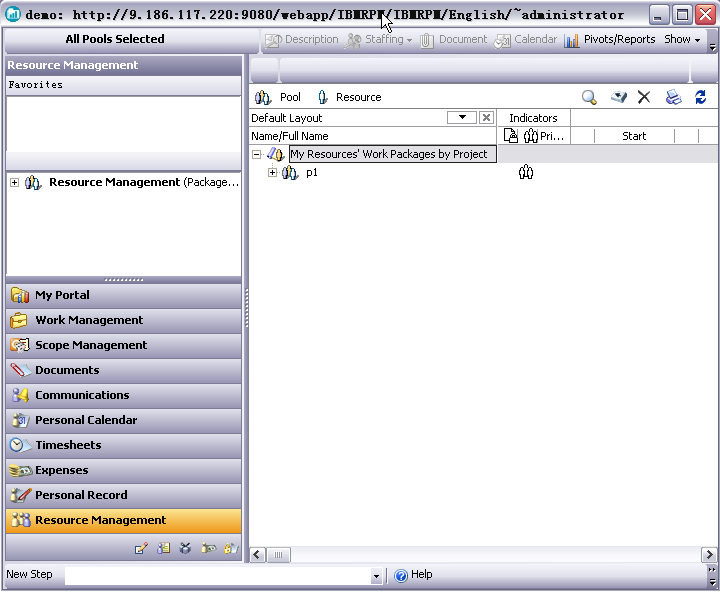 demo: http://9.186.117.220:9080/webapp/IBMRPM/IBMRPM/English/~administrator
All Pools Selected
Description Staffing Document Calendar Pivots/Reports Show
Resource Management
Favorites
Pool Resource
Default Layout Indicators
Name/Full Name Pri... Start
My Resources' Work Packages by Project
Resource Management (Package...
p1
My Portal
Work Management
Scope Management
Documents
Communications
Personal Calendar
Timesheets
Expenses
Personal Record
Resource Management
New Step Help